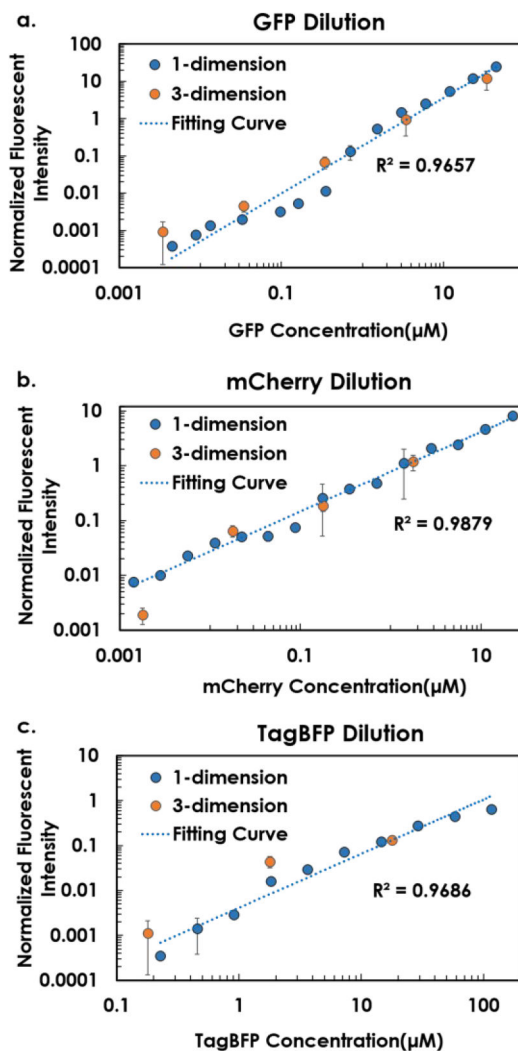 a.
GFP Dilution
Normalized Fluorescent
Intensity
100
10
1
0.1
0.01
0.001
0.0001
1-dimension
3-dimension
Fitting Curve
R² = 0.9657
0.001
0.1
10
GFP Concentration(µM)
b.
mCherry Dilution
Normalized Fluorescent
Intensity
10
1
0.1
0.01
0.001
1-dimension
3-dimension
Fitting Curve
R² = 0.9879
0.001
0.1
10
mCherry Concentration(µM)
c.
TagBFP Dilution
Normalized Fluorescent
Intensity
1
0.1
0.01
0.001
0.0001
1-dimension
3-dimension
Fitting Curve
R² = 0.9686
0.1
1
10
100
TagBFP Concentration(µM)